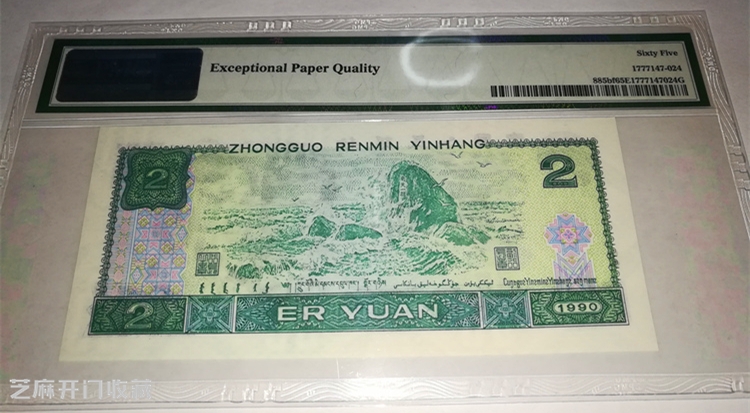 Exceptional Paper Quality
Sixty Five
1777147-024
885bf65E1777147024G
ZHONGGUO RENMIN YINHANG
2
2
2
ER YUAN
1990
芝麻开门收藏